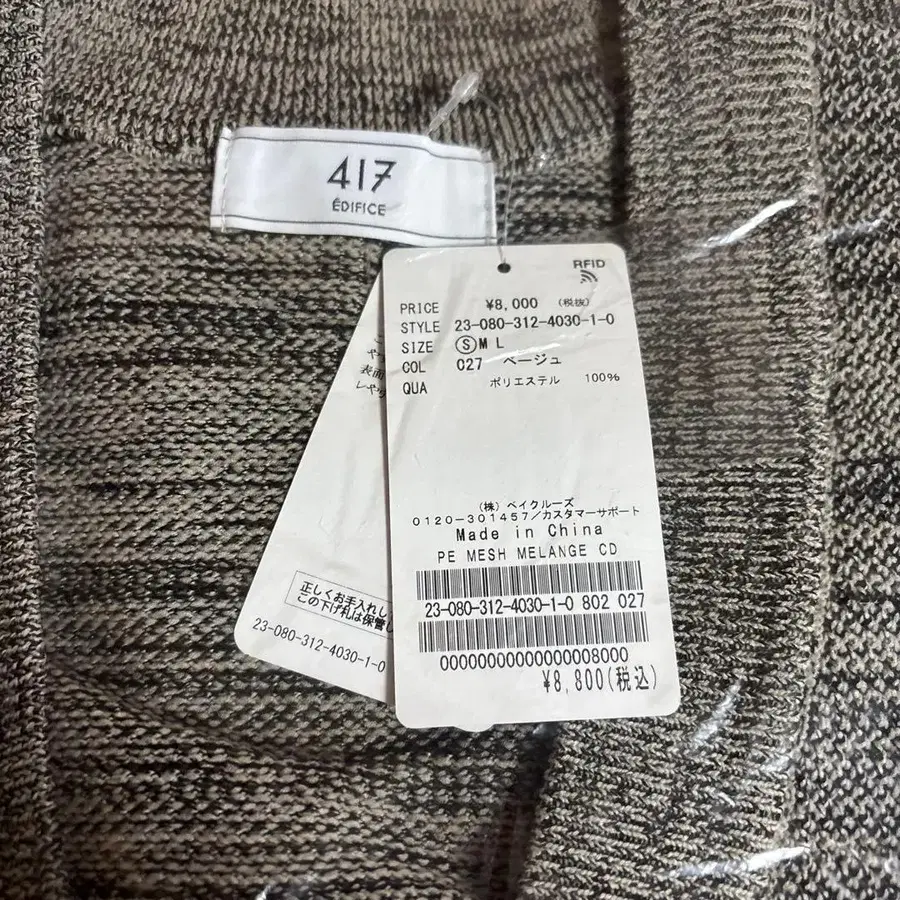 417
ÉDIFICE
RFID
PRICE ¥8,000 (税抜)
STYLE 23-080-312-4030-1-0
SIZE Ⓢ M L
COL 027 ベージュ
QUA ポリエステル 100%
(株)ベイクルーズ
0120-301457/カスタマーサポート
Made in China
PE MESH MELANGE CD
23-080-312-4030-1-0 802 027
00000000000000008000
¥8,800(税込)
表面
正しくお手入れし
この下げ札は保管し
23-080-312-4030-1-0